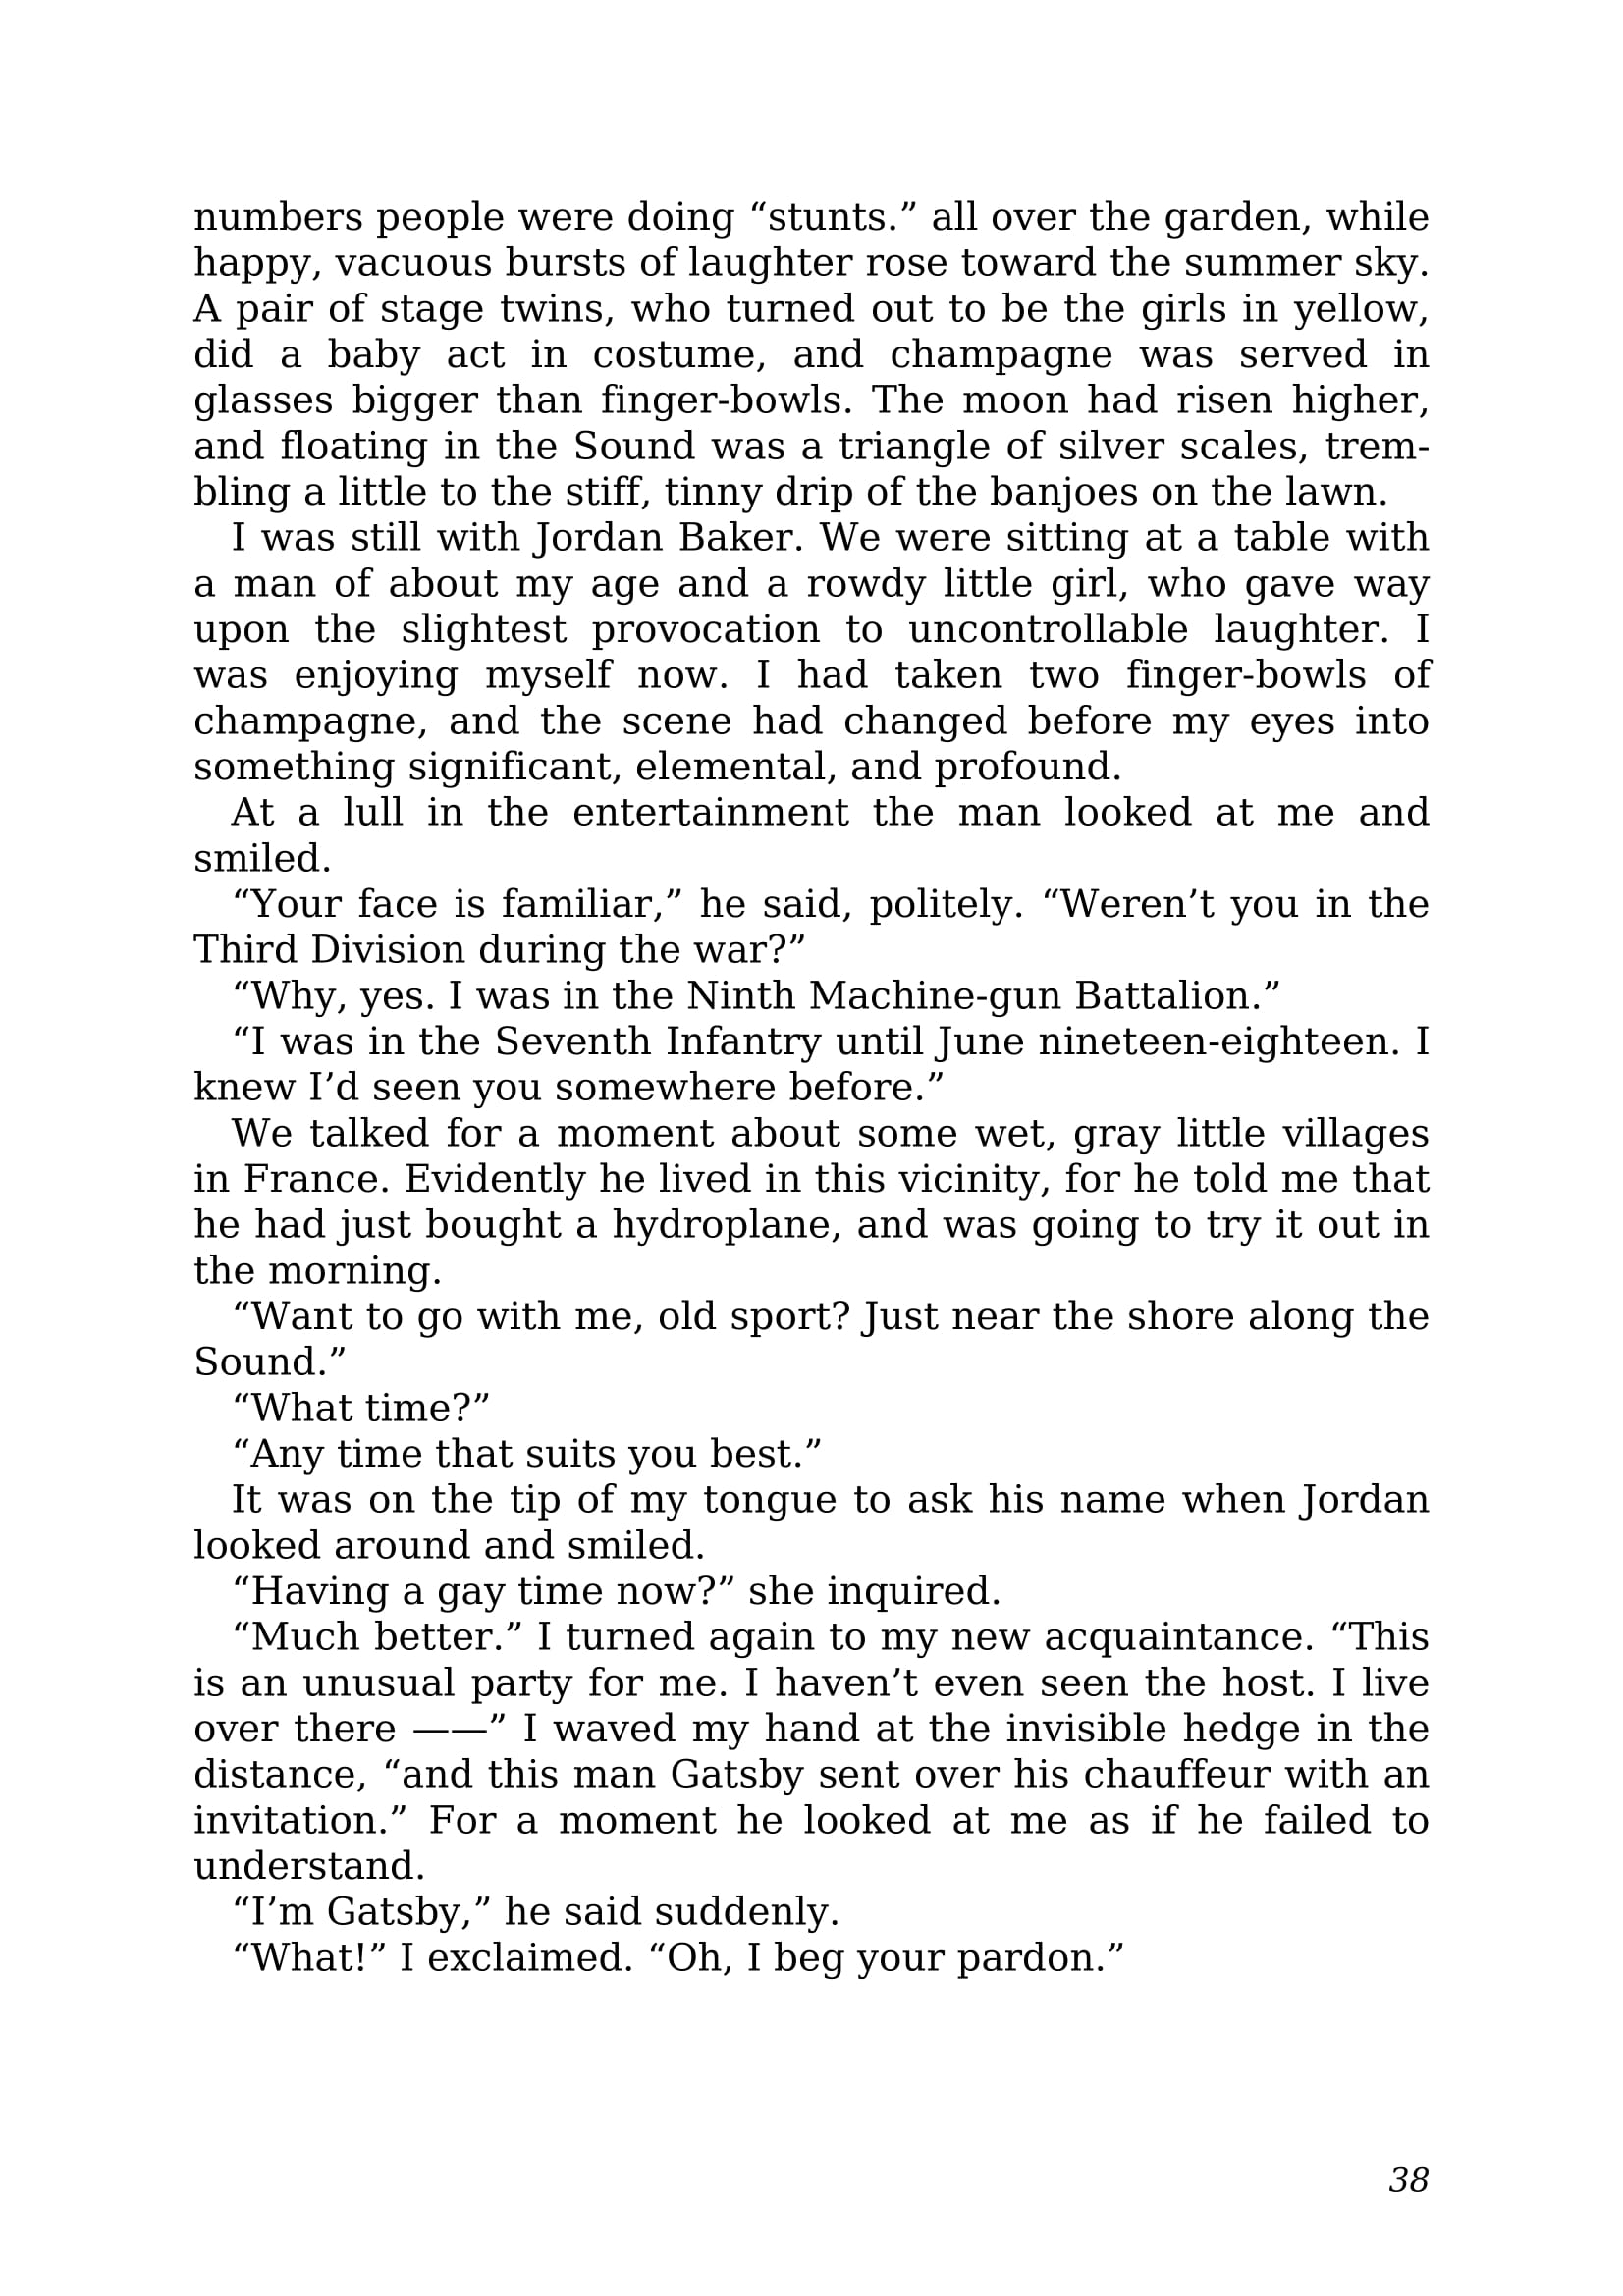 numbers people were doing “stunts.” all over the garden, while
happy, vacuous bursts of laughter rose toward the summer sky.
A pair of stage twins, who turned out to be the girls in yellow,
did a baby act in costume, and champagne was served in
glasses bigger than finger-bowls. The moon had risen higher,
and floating in the Sound was a triangle of silver scales, trem-
bling a little to the stiff, tinny drip of the banjoes on the lawn.
I was still with Jordan Baker. We were sitting at a table with
a man of about my age and a rowdy little girl, who gave way
upon the slightest provocation to uncontrollable laughter. I
was enjoying myself now. I had taken two finger-bowls of
champagne, and the scene had changed before my eyes into
something significant, elemental, and profound.
At a lull in the entertainment the man looked at me and
smiled.
“Your face is familiar,” he said, politely. “Weren’t you in the
Third Division during the war?”
“Why, yes. I was in the Ninth Machine-gun Battalion.”
“I was in the Seventh Infantry until June nineteen-eighteen. I
knew I’d seen you somewhere before.”
We talked for a moment about some wet, gray little villages
in France. Evidently he lived in this vicinity, for he told me that
he had just bought a hydroplane, and was going to try it out in
the morning.
“Want to go with me, old sport? Just near the shore along the
Sound.”
“What time?”
“Any time that suits you best.”
It was on the tip of my tongue to ask his name when Jordan
looked around and smiled.
“Having a gay time now?” she inquired.
“Much better.” I turned again to my new acquaintance. “This
is an unusual party for me. I haven’t even seen the host. I live
over there ——” I waved my hand at the invisible hedge in the
distance, “and this man Gatsby sent over his chauffeur with an
invitation.” For a moment he looked at me as if he failed to
understand.
“I’m Gatsby,” he said suddenly.
“What!” I exclaimed. “Oh, I beg your pardon.”
38